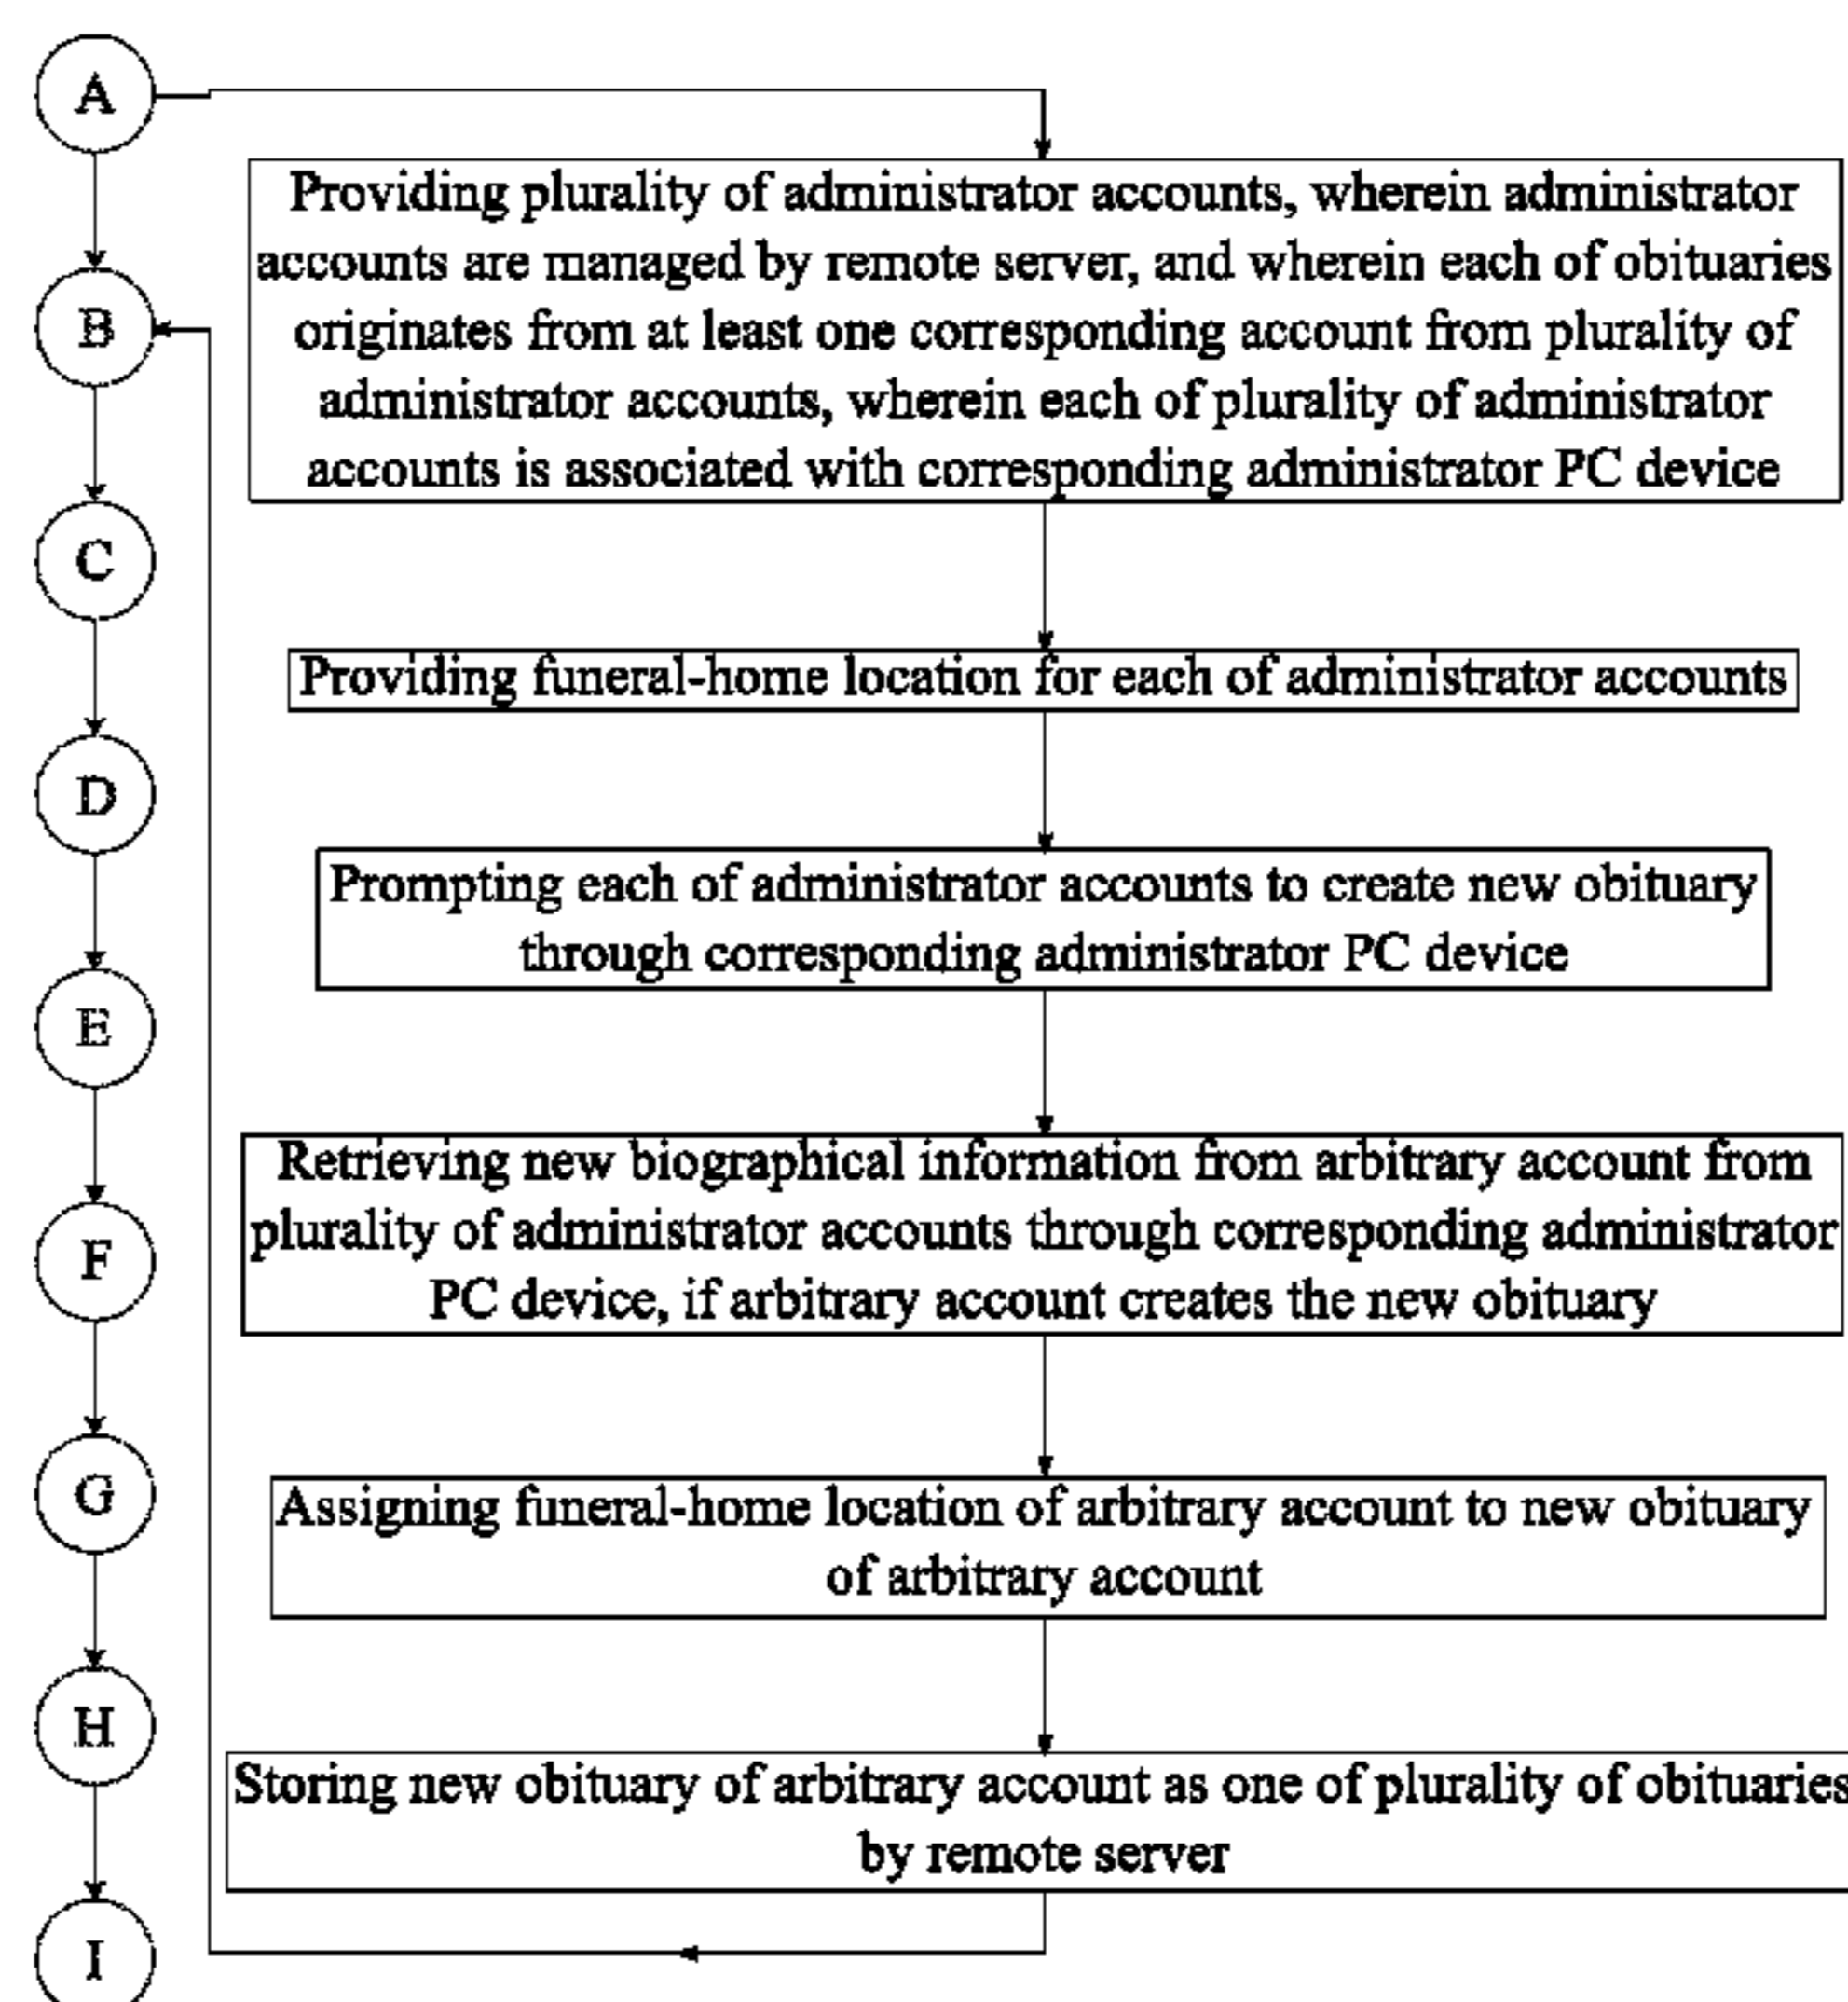 A
Providing plurality of administrator accounts, wherein administrator
accounts are managed by remote server, and wherein each of obituaries
originates from at least one corresponding account from plurality of
administrator accounts, wherein each of plurality of administrator
accounts is associated with corresponding administrator PC device
B
C
Providing funeral-home location for each of administrator accounts
D
Prompting each of administrator accounts to create new obituary
through corresponding administrator PC device
E
Retrieving new biographical information from arbitrary account from
plurality of administrator accounts through corresponding administrator
PC device, if arbitrary account creates the new obituary
F
G
Assigning funeral-home location of arbitrary account to new obituary
of arbitrary account
H
Storing new obituary of arbitrary account as one of plurality of obituaries
by remote server
I